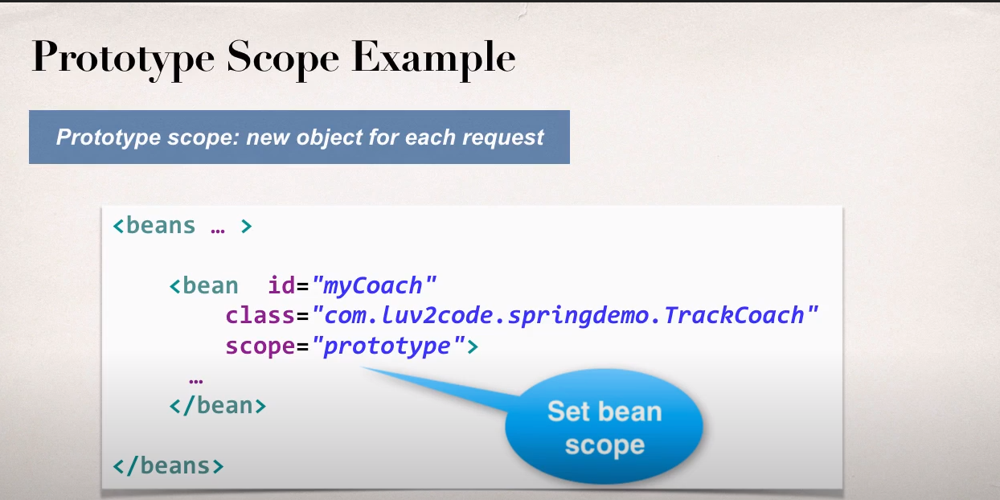 Prototype Scope Example
Prototype scope: new object for each request
<beans … >
<bean id="myCoach"
class="com.luv2code.springdemo.TrackCoach"
scope="prototype">
…
</bean>
</beans>
Set bean
scope